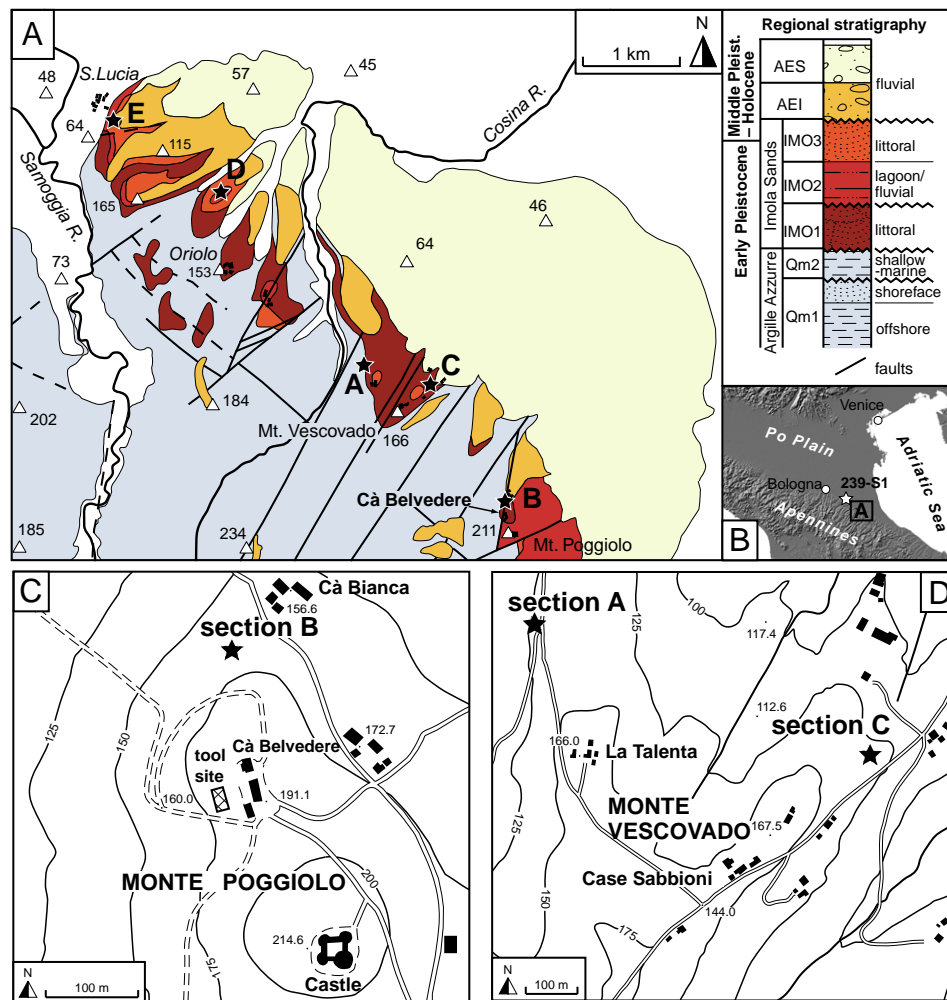 A
N
1 km
48
S.Lucia
57
45
E
64
115
D
Cosina R.
Samoggia R.
165
46
Oriolo
153
64
73
A
C
184
202
Mt. Vescovado
166
Cà Belvedere
B
211
185
234
Mt. Poggiolo
Regional stratigraphy
Middle Pleist.
– Holocene
AES
fluvial
AEI
Early Pleistocene
Imola Sands
IMO3
littoral
IMO2
lagoon/
fluvial
IMO1
littoral
Argille Azzurre
Qm2
shallow
-marine
Qm1
shoreface
offshore
faults
Venice
Po Plain
Adriatic Sea
Bologna
239-S1
A
Apennines
B
C
Cà Bianca
156.6
section B
125
150
172.7
Cà Belvedere
tool
site
160.0
191.1
MONTE POGGIOLO
200
214.6
175
Castle
N
100 m
D
section A
125
100
117.4
112.6
section C
166.0
La Talenta
MONTE
VESCOVADO
167.5
125
Case Sabbioni
150
144.0
175
N
100 m